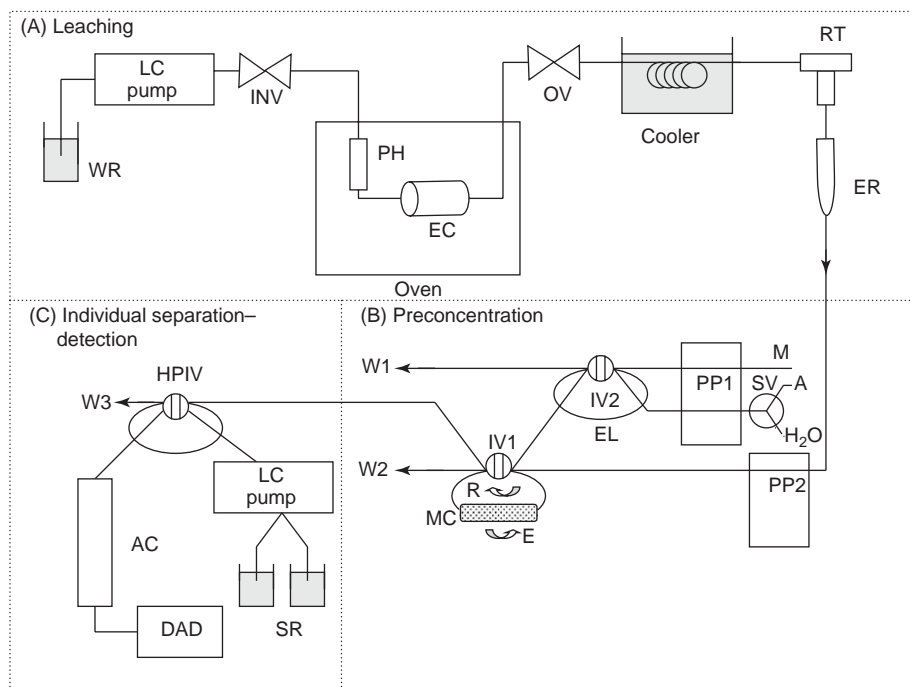 (A) Leaching
LC
pump
INV
WR
PH
EC
Oven
OV
Cooler
RT
ER
(C) Individual separation–
detection
HPIV
W3
LC
pump
AC
DAD
SR
(B) Preconcentration
W1
IV2
EL
PP1
M
SV
A
H₂O
IV1
W2
R
MC
E
PP2